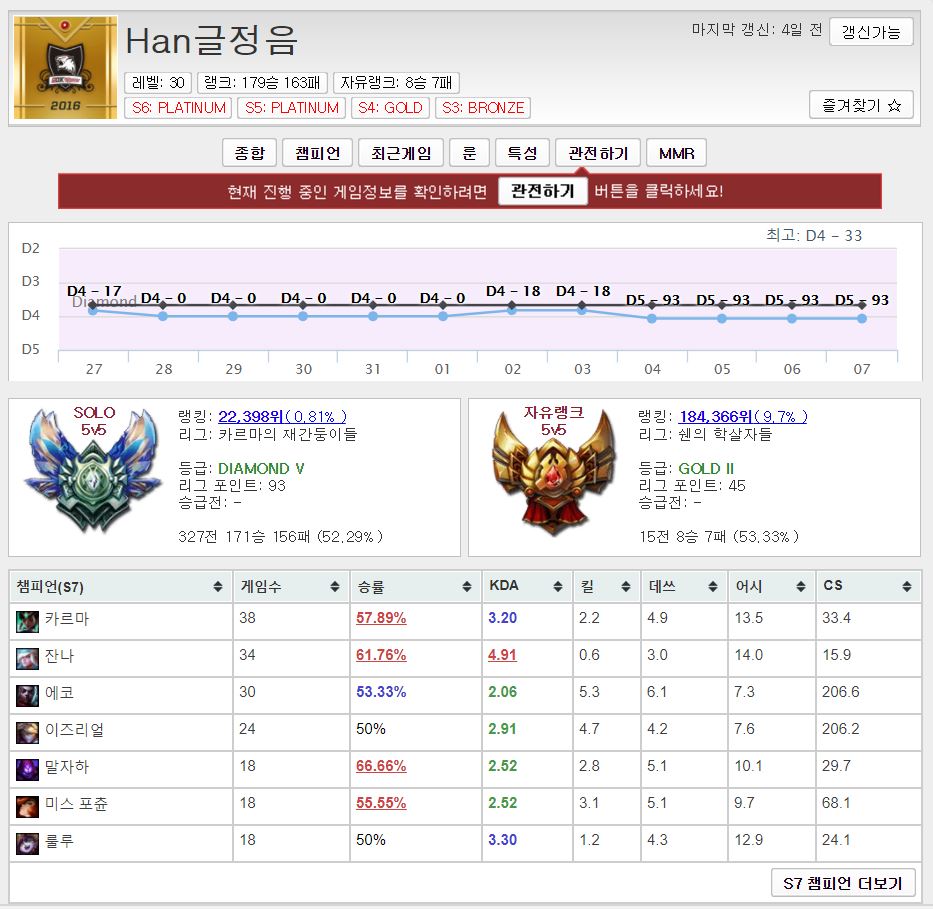 2016
Han글정음
마지막 갱신: 4일 전
갱신가능
레벨: 30
랭크: 179승 163패
자유랭크: 8승 7패
S6: PLATINUM
S5: PLATINUM
S4: GOLD
S3: BRONZE
즐겨찾기 ☆
종합
챔피언
최근게임
룬
특성
관전하기
MMR
현재 진행 중인 게임정보를 확인하려면 관전하기 버튼을 클릭하세요!
최고: D4 - 33
D2
D3
D4
D5
Diamond
D4 - 17
D4 - 0
D4 - 0
D4 - 0
D4 - 0
D4 - 0
D4 - 18
D4 - 18
D5 - 93
D5 - 93
D5 - 93
D5 - 93
27 28 29 30 31 01 02 03 04 05 06 07
SOLO
5v5
랭킹: 22,398위(0.81% )
리그: 카르마의 재간둥이들
등급: DIAMOND V
리그 포인트: 93
승급전: -
327전 171승 156패 (52.29% )
자유랭크
5v5
랭킹: 184,366위(9.7% )
리그: 쉔의 학살자들
등급: GOLD II
리그 포인트: 45
승급전: -
15전 8승 7패 (53.33% )
챔피언(S7) 게임수 승률 KDA 킬 데쓰 어시 CS
카르마 38 57.89% 3.20 2.2 4.9 13.5 33.4
잔나 34 61.76% 4.91 0.6 3.0 14.0 15.9
에코 30 53.33% 2.06 5.3 6.1 7.3 206.6
이즈리얼 24 50% 2.91 4.7 4.2 7.6 206.2
말자하 18 66.66% 2.52 2.8 5.1 10.1 29.7
미스 포츈 18 55.55% 2.52 3.1 5.1 9.7 68.1
룰루 18 50% 3.30 1.2 4.3 12.9 24.1
S7 챔피언 더보기